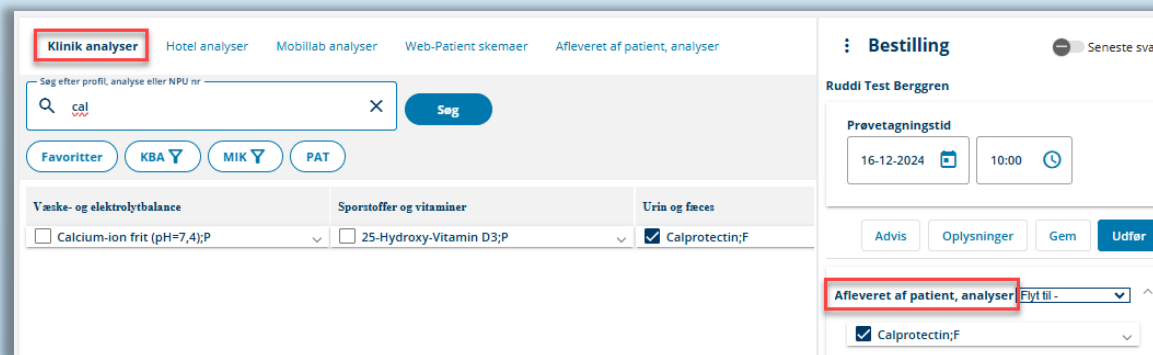 Klinik analyser Hotel analyser Mobillab analyser Web-Patient skemaer Afleveret af patient, analyser
Søg efter profil, analyse eller NPU nr
cal
Søg
Favoritter KBA MIK PAT
Væske- og elektrolytbalance Sporstoffer og vitaminer Urin og fæces
Calcium-ion frit (pH=7,4);P 25-Hydroxy-Vitamin D3;P Calprotectin;F
Bestilling Seneste sva
Ruddi Test Berggren
Prøvetagningstid
16-12-2024 10:00
Advis Oplysninger Gem Udfør
Afleveret af patient, analyser Flyt til -
Calprotectin;F